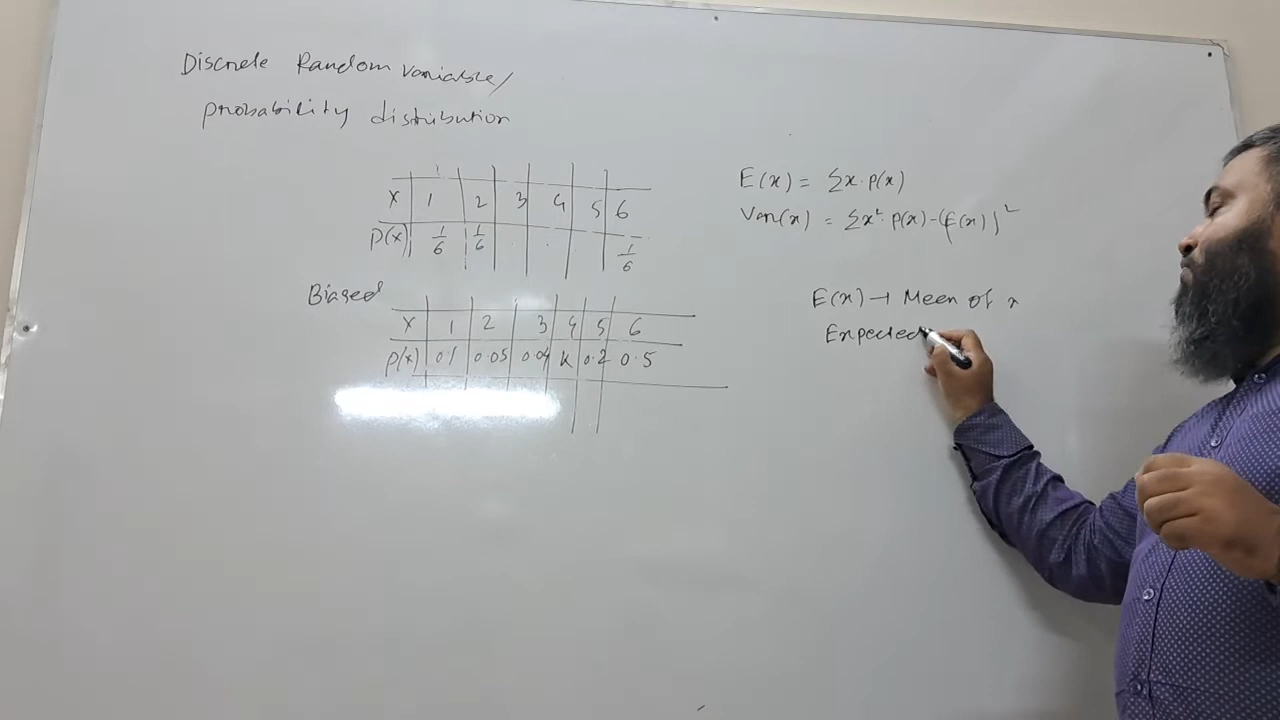 Discrete Random variable/
probability distribution
X 1 2 3 4 5 6
P(x) 1/6 1/6 . . 1/6
Biased
X 1 2 3 4 5 6
P(x) 0.1 0.05 0.04 K 0.2 0.5
E(x) = Σx.p(x)
Var(x) = Σx².p(x)-(E(x))²
E(x) → Mean of x
Expected